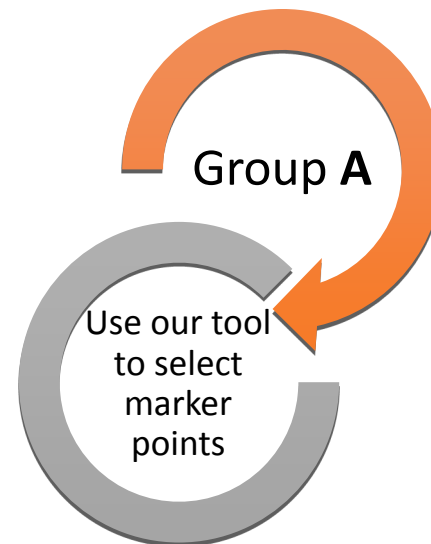 Group A
Use our tool
to select
marker
points